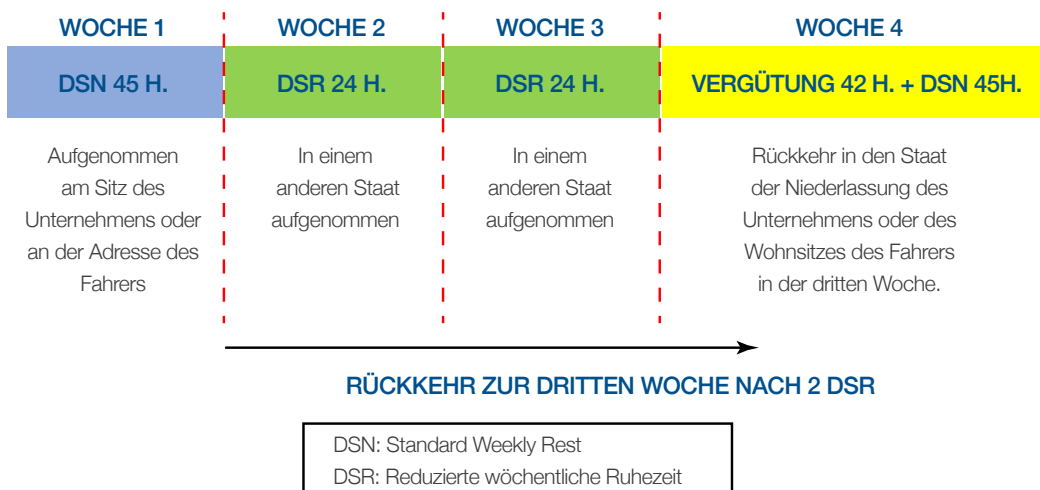 WOCHE 1
WOCHE 2
WOCHE 3
WOCHE 4
DSN 45 H.
DSR 24 H.
DSR 24 H.
VERGÜTUNG 42 H. + DSN 45H.
Aufgenommen
am Sitz des
Unternehmens oder
an der Adresse des
Fahrers
In einem
anderen Staat
aufgenommen
In einem
anderen Staat
aufgenommen
Rückkehr in den Staat
der Niederlassung des
Unternehmens oder des
Wohnsitzes des Fahrers
in der dritten Woche.
RÜCKKEHR ZUR DRITTEN WOCHE NACH 2 DSR
DSN: Standard Weekly Rest
DSR: Reduzierte wöchentliche Ruhezeit